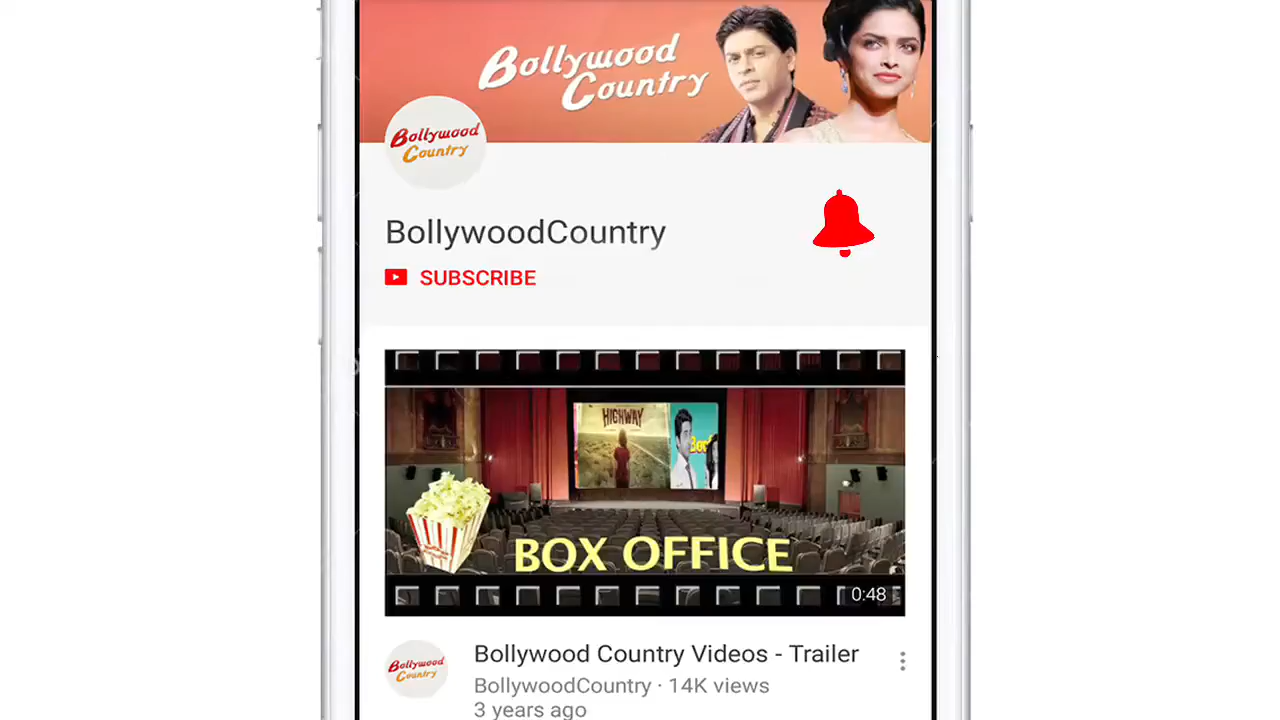 Bollywood
Country
Bollywood
Country
BollywoodCountry
SUBSCRIBE
HIGHWAY
BOX OFFICE
0:48
Bollywood Country Videos - Trailer
Bollywood
Country
BollywoodCountry · 14K views
3 years ago